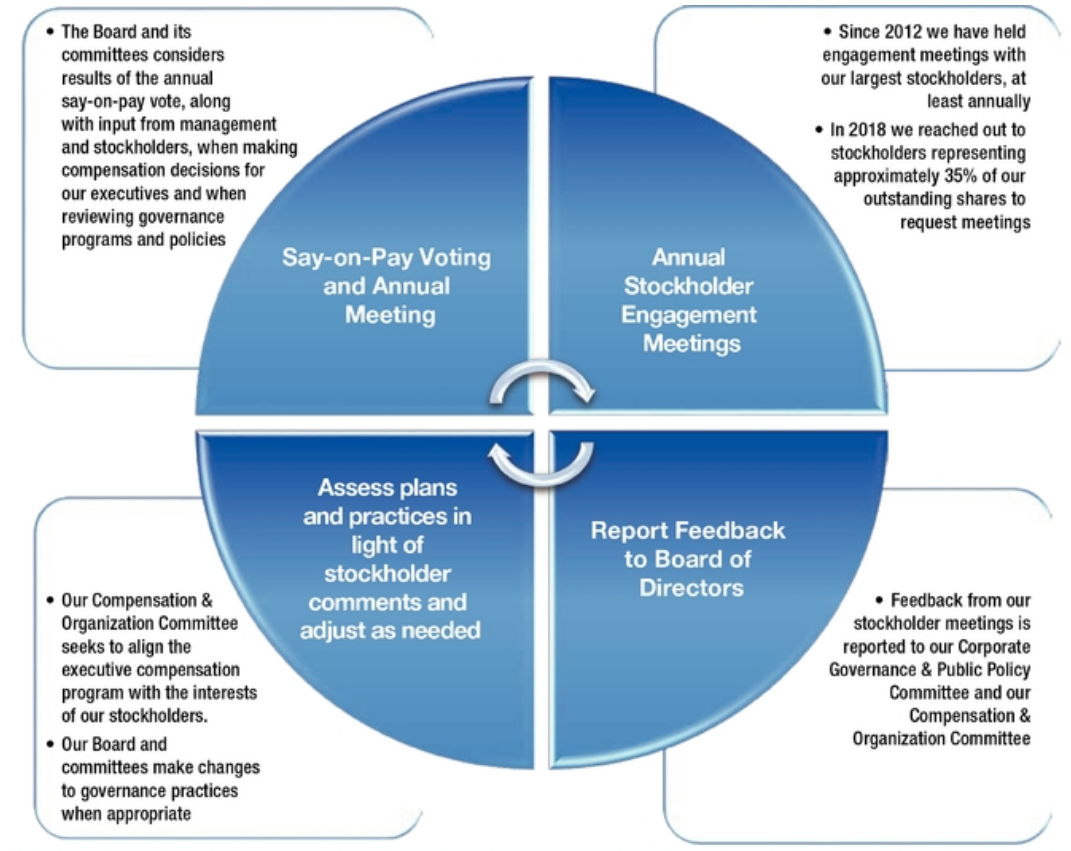 • The Board and its
committees considers
results of the annual
say-on-pay vote, along
with input from management
and stockholders, when making
compensation decisions for
our executives and when
reviewing governance
programs and policies
Say-on-Pay Voting
and Annual
Meeting
• Since 2012 we have held
engagement meetings with
our largest stockholders, at
least annually
• In 2018 we reached out to
stockholders representing
approximately 35% of our
outstanding shares to
request meetings
Annual
Stockholder
Engagement
Meetings
Assess plans
and practices in
light of
stockholder
comments and
adjust as needed
• Our Compensation &
Organization Committee
seeks to align the
executive compensation
program with the interests
of our stockholders.
• Our Board and
committees make changes
to governance practices
when appropriate
Report Feedback
to Board of
Directors
• Feedback from our
stockholder meetings is
reported to our Corporate
Governance & Public Policy
Committee and our
Compensation &
Organization Committee